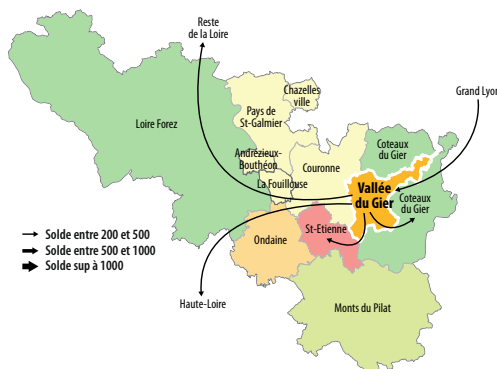 Reste
de la Loire
Chazelles
ville
Grand Lyon
Pays de
St-Galmier
Loire Forez
Coteaux
du Gier
Andrézieux-
Bouthéon
Couronne
La Fouillouse
Vallée
du Gier
Coteaux
du Gier
St-Etienne
Ondaine
Solde entre 200 et 500
Solde entre 500 et 1000
Solde sup à 1000
Haute-Loire
Monts du Pilat